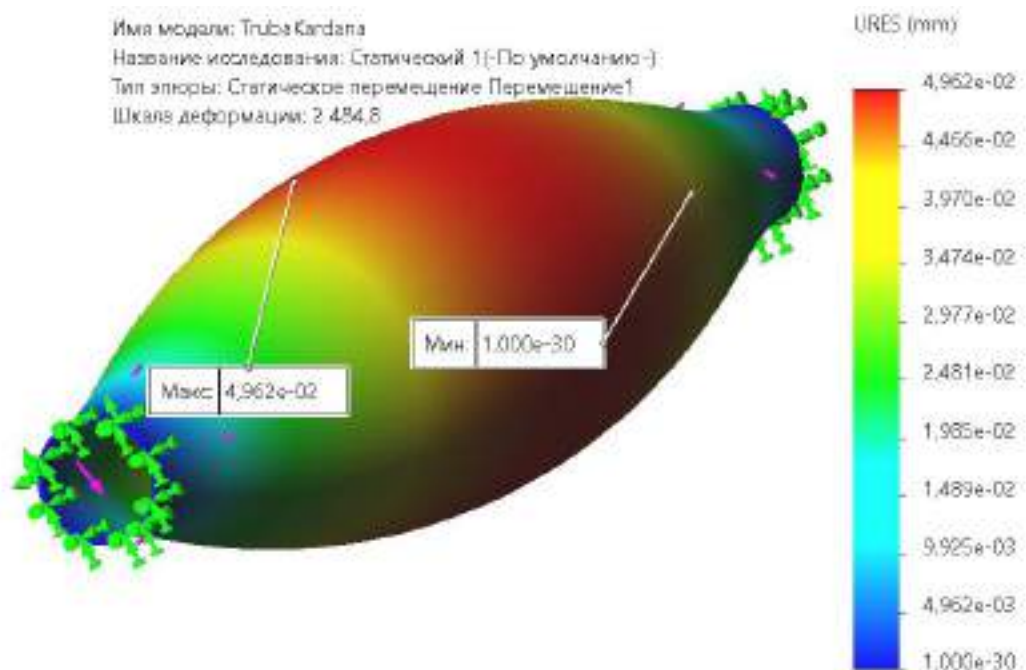 Имя модели: TrubaKardana
Название исследования: Статический 1(-По умолчанию-)
Тип эпюры: Статическое перемещение Перемещение1
Шкала деформации: 2 484,8
URES (mm)
4,962e-02
4,466e-02
3,970e-02
3,474e-02
2,977e-02
2,481e-02
1,985e-02
1,489e-02
9,925e-03
4,962e-03
1,000e-30
Мин: 1,000e-30
Макс: 4,962e-02